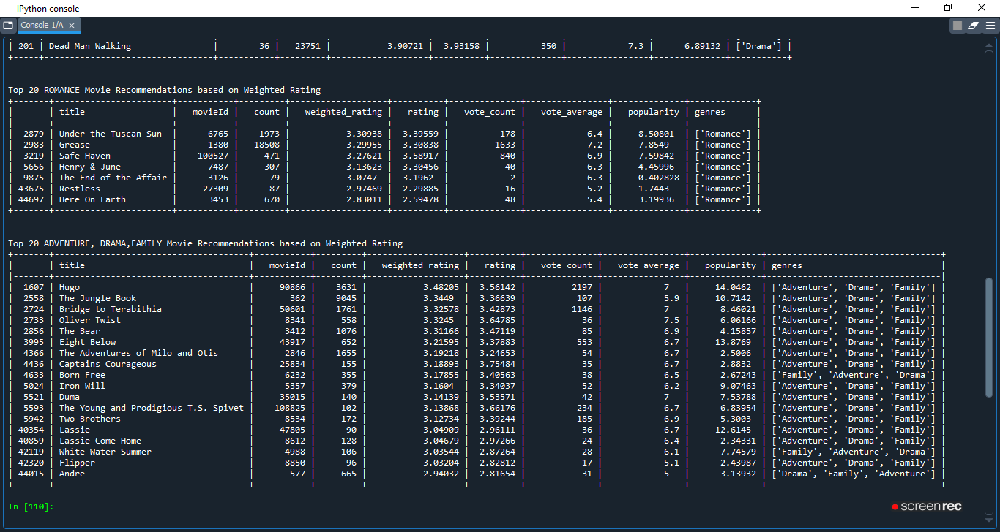 IPython console
Console 1/A
| 201 | Dead Man Walking | 36 | 23751 | 3.90721 | 3.93158 | 350 | 7.3 | 6.89132 | ['Drama'] |
Top 20 ROMANCE Movie Recommendations based on Weighted Rating
| | title | movieId | count | weighted_rating | rating | vote_count | vote_average | popularity | genres |
| 2879 | Under the Tuscan Sun | 6765 | 1973 | 3.30938 | 3.39559 | 178 | 6.4 | 8.50801 | ['Romance'] |
| 2983 | Grease | 1380 | 18508 | 3.29955 | 3.30838 | 1633 | 7.2 | 7.8549 | ['Romance'] |
| 3219 | Safe Haven | 100527 | 471 | 3.27621 | 3.58917 | 840 | 6.9 | 7.59842 | ['Romance'] |
| 5656 | Henry & June | 7487 | 307 | 3.13623 | 3.30456 | 40 | 6.3 | 4.45996 | ['Romance'] |
| 9875 | The End of the Affair | 3126 | 79 | 3.0747 | 3.1962 | 2 | 6.3 | 0.402828 | ['Romance'] |
| 43675 | Restless | 27309 | 87 | 2.97469 | 2.29885 | 16 | 5.2 | 1.7443 | ['Romance'] |
| 44697 | Here On Earth | 3453 | 670 | 2.83011 | 2.59478 | 48 | 5.4 | 3.19936 | ['Romance'] |
Top 20 ADVENTURE, DRAMA,FAMILY Movie Recommendations based on Weighted Rating
| | title | movieId | count | weighted_rating | rating | vote_count | vote_average | popularity | genres |
| 1607 | Hugo | 90866 | 3631 | 3.48205 | 3.56142 | 2197 | 7 | 14.0462 | ['Adventure', 'Drama', 'Family'] |
| 2558 | The Jungle Book | 362 | 9045 | 3.3449 | 3.36639 | 107 | 5.9 | 10.7142 | ['Adventure', 'Drama', 'Family'] |
| 2724 | Bridge to Terabithia | 50601 | 1761 | 3.32578 | 3.42873 | 1146 | 7 | 8.46021 | ['Adventure', 'Drama', 'Family'] |
| 2733 | Oliver Twist | 8341 | 558 | 3.3245 | 3.64785 | 36 | 7.5 | 6.06166 | ['Adventure', 'Drama', 'Family'] |
| 2856 | The Bear | 3412 | 1076 | 3.31166 | 3.47119 | 85 | 6.9 | 4.15857 | ['Adventure', 'Drama', 'Family'] |
| 3995 | Eight Below | 43917 | 652 | 3.21595 | 3.37883 | 553 | 6.7 | 13.8769 | ['Adventure', 'Drama', 'Family'] |
| 4366 | The Adventures of Milo and Otis | 2846 | 1655 | 3.19218 | 3.24653 | 54 | 6.7 | 2.5006 | ['Adventure', 'Drama', 'Family'] |
| 4436 | Captains Courageous | 25834 | 155 | 3.18893 | 3.75484 | 35 | 6.7 | 2.8832 | ['Adventure', 'Drama', 'Family'] |
| 4633 | Born Free | 6232 | 355 | 3.17855 | 3.40563 | 38 | 6.5 | 2.67243 | ['Family', 'Adventure', 'Drama'] |
| 5024 | Iron Will | 5357 | 379 | 3.1604 | 3.34037 | 52 | 6.2 | 9.07463 | ['Adventure', 'Drama', 'Family'] |
| 5521 | Duma | 35015 | 140 | 3.14139 | 3.53571 | 42 | 7 | 7.53788 | ['Adventure', 'Drama', 'Family'] |
| 5593 | The Young and Prodigious T.S. Spivet | 108825 | 102 | 3.13868 | 3.66176 | 234 | 6.7 | 6.83954 | ['Adventure', 'Drama', 'Family'] |
| 5942 | Two Brothers | 8534 | 172 | 3.12734 | 3.39244 | 185 | 6.9 | 5.3003 | ['Adventure', 'Drama', 'Family'] |
| 40354 | Lassie | 47805 | 90 | 3.04909 | 2.96111 | 36 | 6.7 | 12.6145 | ['Adventure', 'Drama', 'Family'] |
| 40859 | Lassie Come Home | 8612 | 128 | 3.04679 | 2.97266 | 24 | 6.4 | 2.34331 | ['Adventure', 'Drama', 'Family'] |
| 42119 | White Water Summer | 4988 | 106 | 3.03544 | 2.87264 | 28 | 6.1 | 7.74579 | ['Family', 'Adventure', 'Drama'] |
| 42320 | Flipper | 8850 | 96 | 3.03204 | 2.82812 | 17 | 5.1 | 2.43987 | ['Adventure', 'Drama', 'Family'] |
| 44015 | Andre | 577 | 665 | 2.94032 | 2.81654 | 31 | 5 | 3.13932 | ['Drama', 'Family', 'Adventure'] |
In [110]:
screenrec